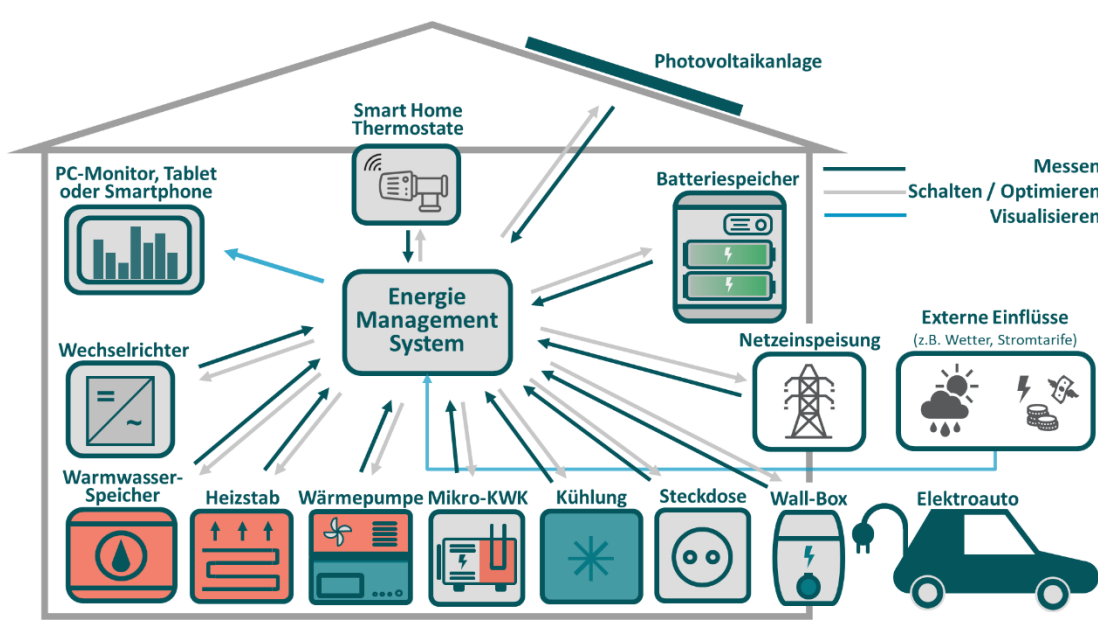 Photovoltaikanlage
Smart Home
Thermostate
PC-Monitor, Tablet
oder Smartphone
Batteriespeicher
Messen
Schalten / Optimieren
Visualisieren
Energie
Management
System
Externe Einflüsse
(z.B. Wetter, Stromtarife)
Netzeinspeisung
Wechselrichter
=
~
Warmwasser-
Speicher
Heizstab
Wärmepumpe
Mikro-KWK
Kühlung
Steckdose
Wall-Box
Elektroauto